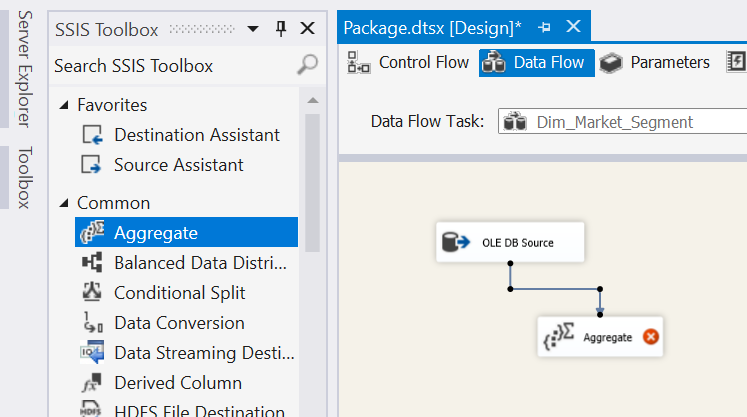 Server Explorer
Toolbox
SSIS Toolbox
Search SSIS Toolbox
Favorites
Destination Assistant
Source Assistant
Common
Aggregate
Balanced Data Distri...
Conditional Split
Data Conversion
Data Streaming Desti...
Derived Column
HDFS File Destination
Package.dtsx [Design]*
Control Flow
Data Flow
Parameters
Data Flow Task:
Dim_Market_Segment
OLE DB Source
Aggregate